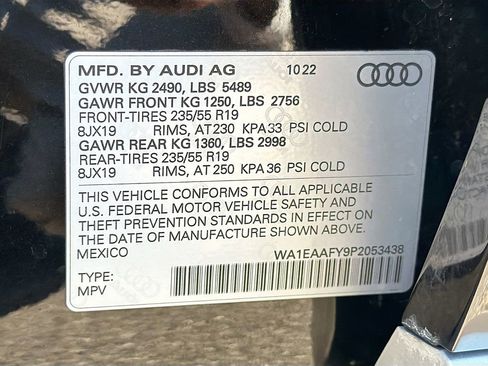 MFD. BY AUDI AG 10 22
GVWR KG 2490, LBS 5489
GAWR FRONT KG 1250, LBS 2756
FRONT-TIRES 235/55 R19
8JX19 RIMS, AT 230 KPA 33 PSI COLD
GAWR REAR KG 1360, LBS 2998
REAR-TIRES 235/55 R19
8JX19 RIMS, AT 250 KPA 36 PSI COLD
THIS VEHICLE CONFORMS TO ALL APPLICABLE
U.S. FEDERAL MOTOR VEHICLE SAFETY AND
THEFT PREVENTION STANDARDS IN EFFECT ON
THE DATE OF MANUFACTURE SHOWN ABOVE.
MEXICO WA1EAAFY9P2053438
TYPE:
MPV